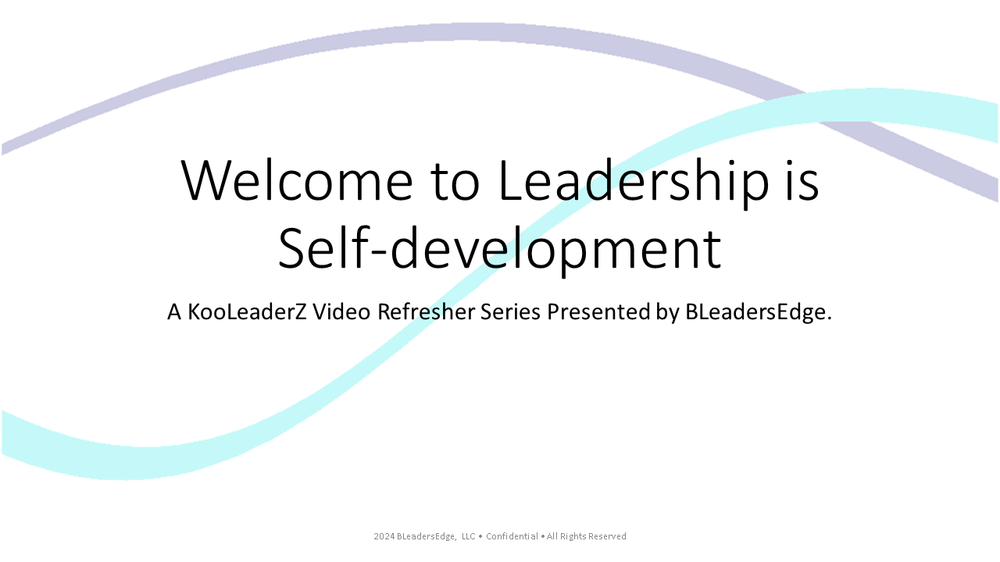 Welcome to Leadership is
Self-development
A KooLeaderZ Video Refresher Series Presented by BLeadersEdge.
2024 BLeadersEdge, LLC • Confidential • All Rights Reserved